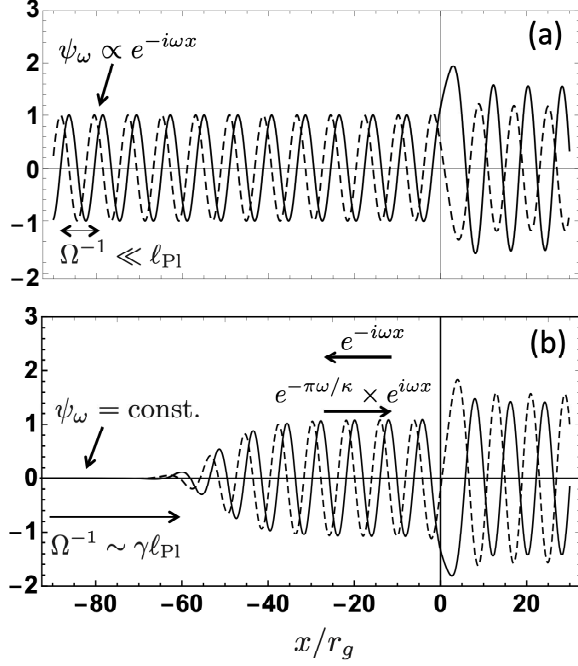 3
(a)
ψ_ω ∝ e^{-iωx}
2
1
0
-1
Ω^{-1} ⋘ ℓ_Pl
-2
3
(b)
e^{-iωx}
2
e^{-πω/κ} × e^{iωx}
ψ_ω = const.
1
0
-1
Ω^{-1} ∼ γℓ_Pl
-2
-80 -60 -40 -20 0 20
x/r_g